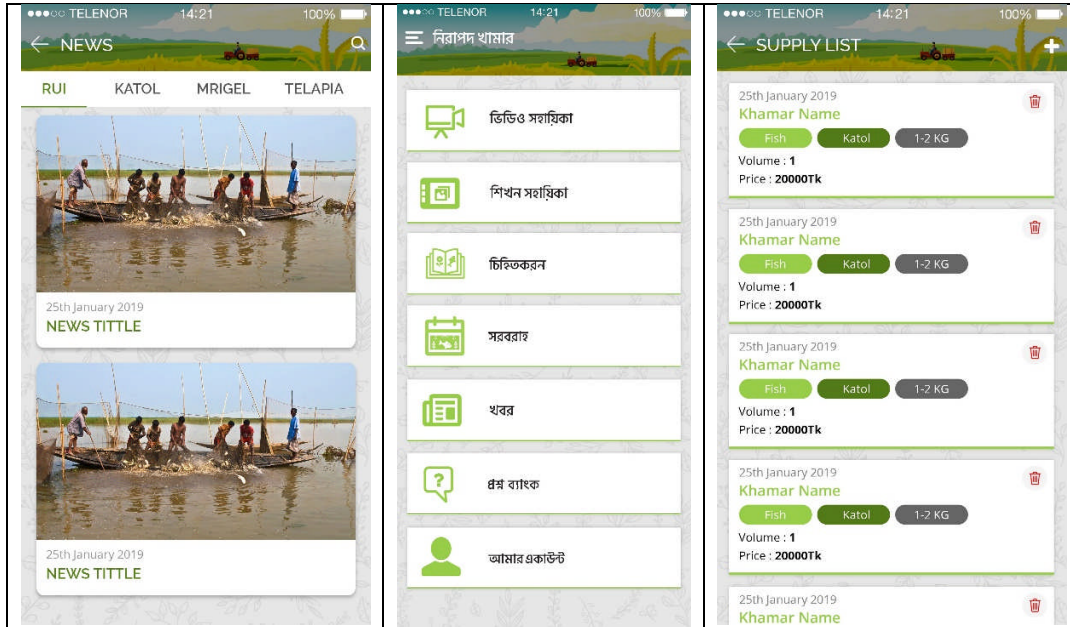 TELENOR 14:21 100%
NEWS
RUI KATOL MRIGEL TELAPIA
25th January 2019
NEWS TITTLE
25th January 2019
NEWS TITTLE
TELENOR 14:21 100%
নিরাপদ খামার
ভিডিও সহায়িকা
শিখন সহায়িকা
চিহ্নিতকরন
সরবরাহ
খবর
প্রশ্ন ব্যাংক
আমার একাউন্ট
TELENOR 14:21 100%
SUPPLY LIST
25th January 2019
Khamar Name
Fish Katol 1-2 KG
Volume : 1
Price : 20000Tk
25th January 2019
Khamar Name
Fish Katol 1-2 KG
Volume : 1
Price : 20000Tk
25th January 2019
Khamar Name
Fish Katol 1-2 KG
Volume : 1
Price : 20000Tk
25th January 2019
Khamar Name
Fish Katol 1-2 KG
Volume : 1
Price : 20000Tk
25th January 2019
Khamar Name